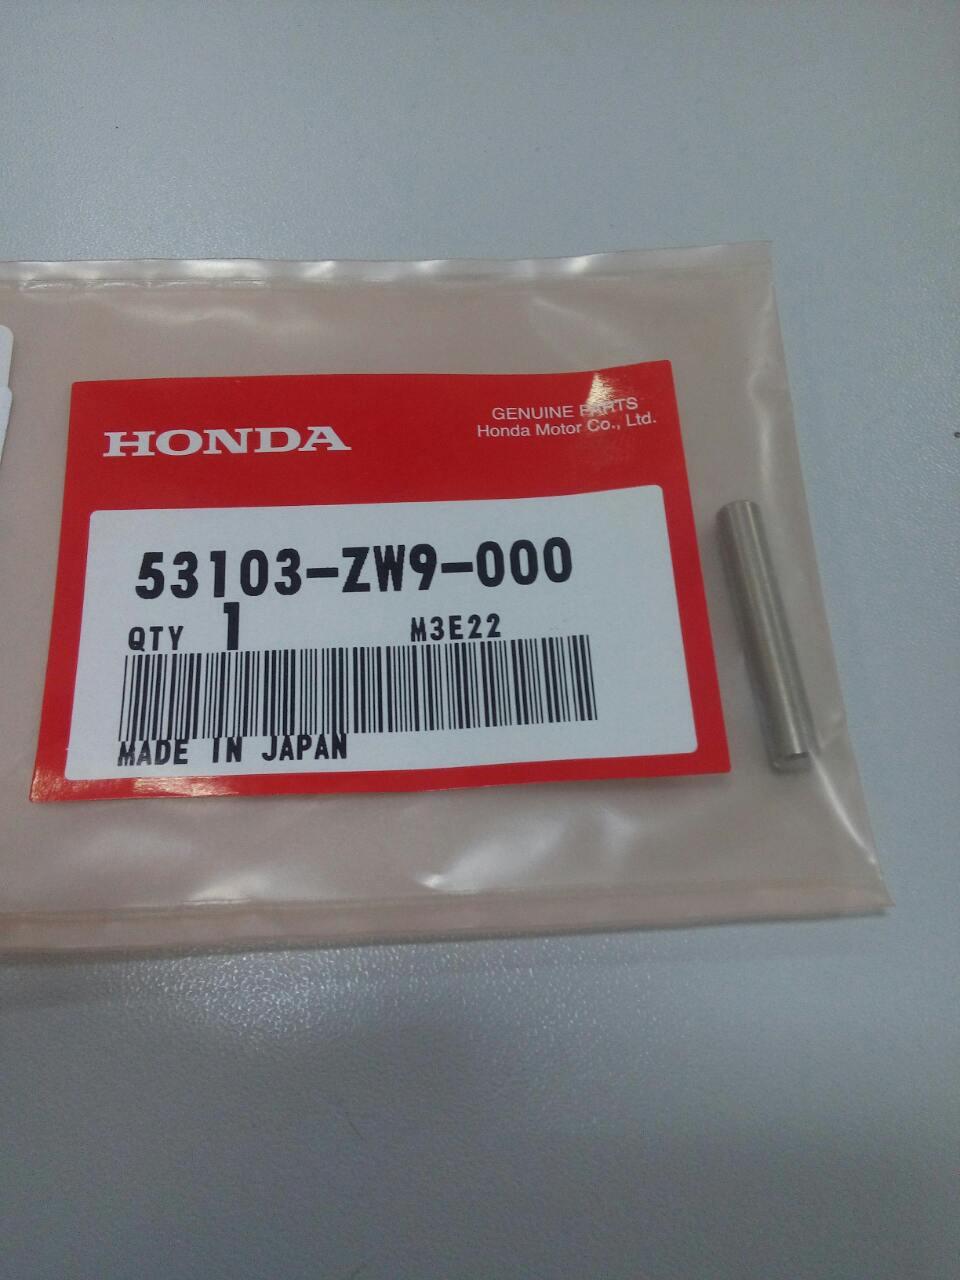 HONDA
GENUINE PARTS
Honda Motor Co., Ltd.
53103-ZW9-000
QTY 1 M3E22
MADE IN JAPAN